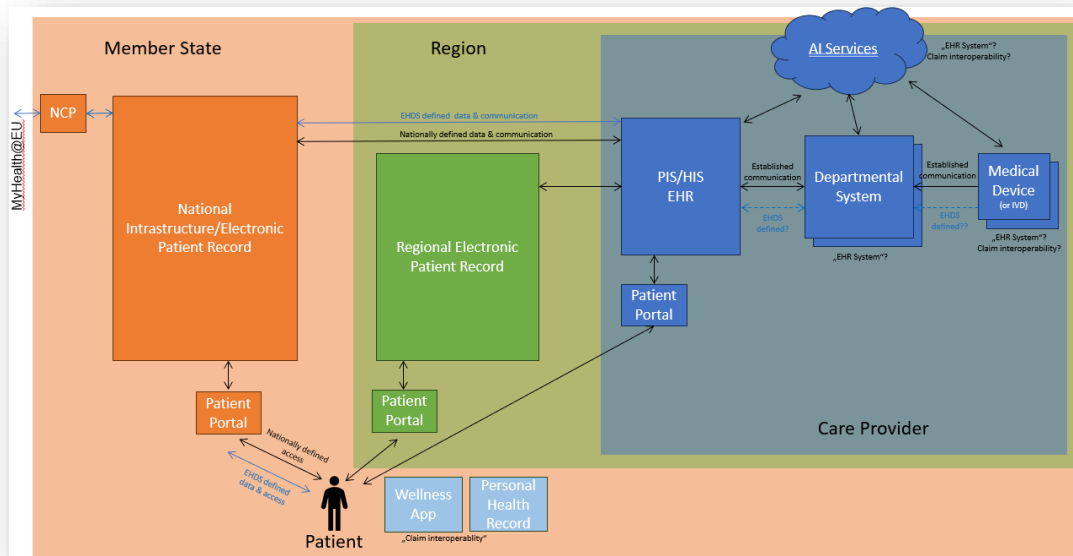 Member State
Region
AI Services
„EHR System“?
Claim interoperability?
MyHealth@EU
NCP
EHDS defined data & communication
Nationally defined data & communication
National
Intrastructure/Electronic
Patient Record
Regional Electronic
Patient Record
PIS/HIS
EHR
Established
communication
EHDS
defined?
Departmental
System
„EHR System“?
Established
communication
EHDS
defined??
Medical
Device
(or IVD)
„EHR System“?
Claim interoperability?
Patient
Portal
Patient
Portal
Patient
Portal
Care Provider
Nationally defined
access
EHDS defined
data & access
Patient
Wellness
App
Personal
Health
Record
„Claim interoperablity“